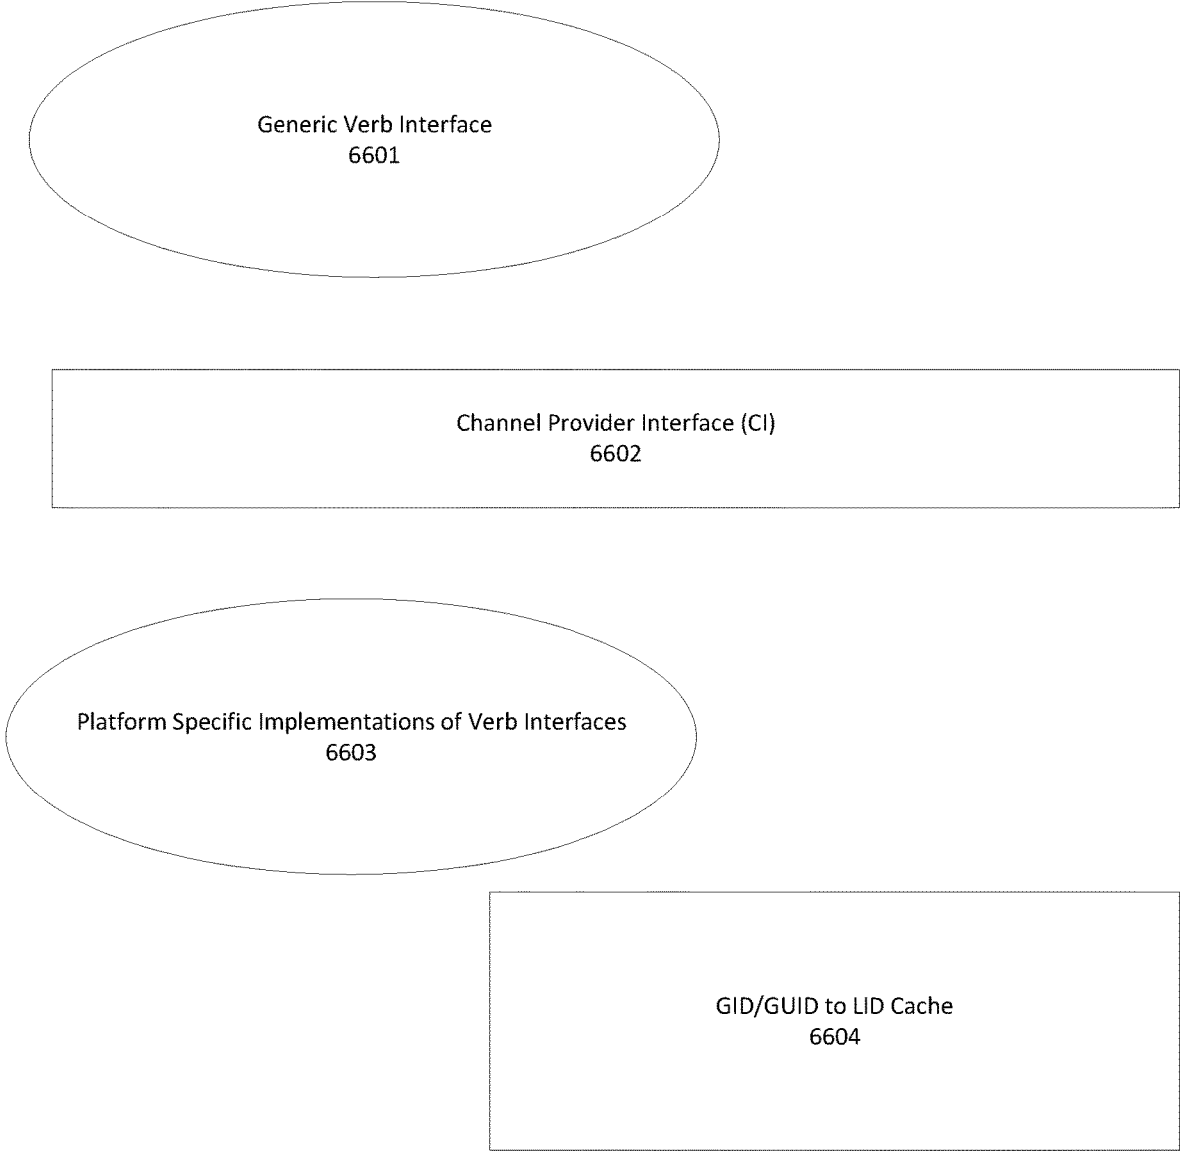 Generic Verb Interface
6601
Channel Provider Interface (CI)
6602
Platform Specific Implementations of Verb Interfaces
6603
GID/GUID to LID Cache
6604